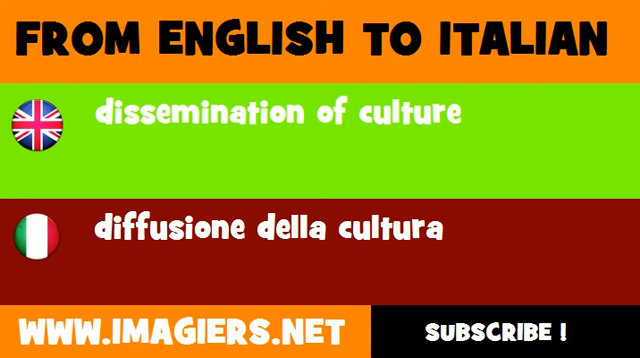 FROM ENGLISH TO ITALIAN
dissemination of culture
diffusione della cultura
WWW.IMAGIERS.NET
SUBSCRIBE !